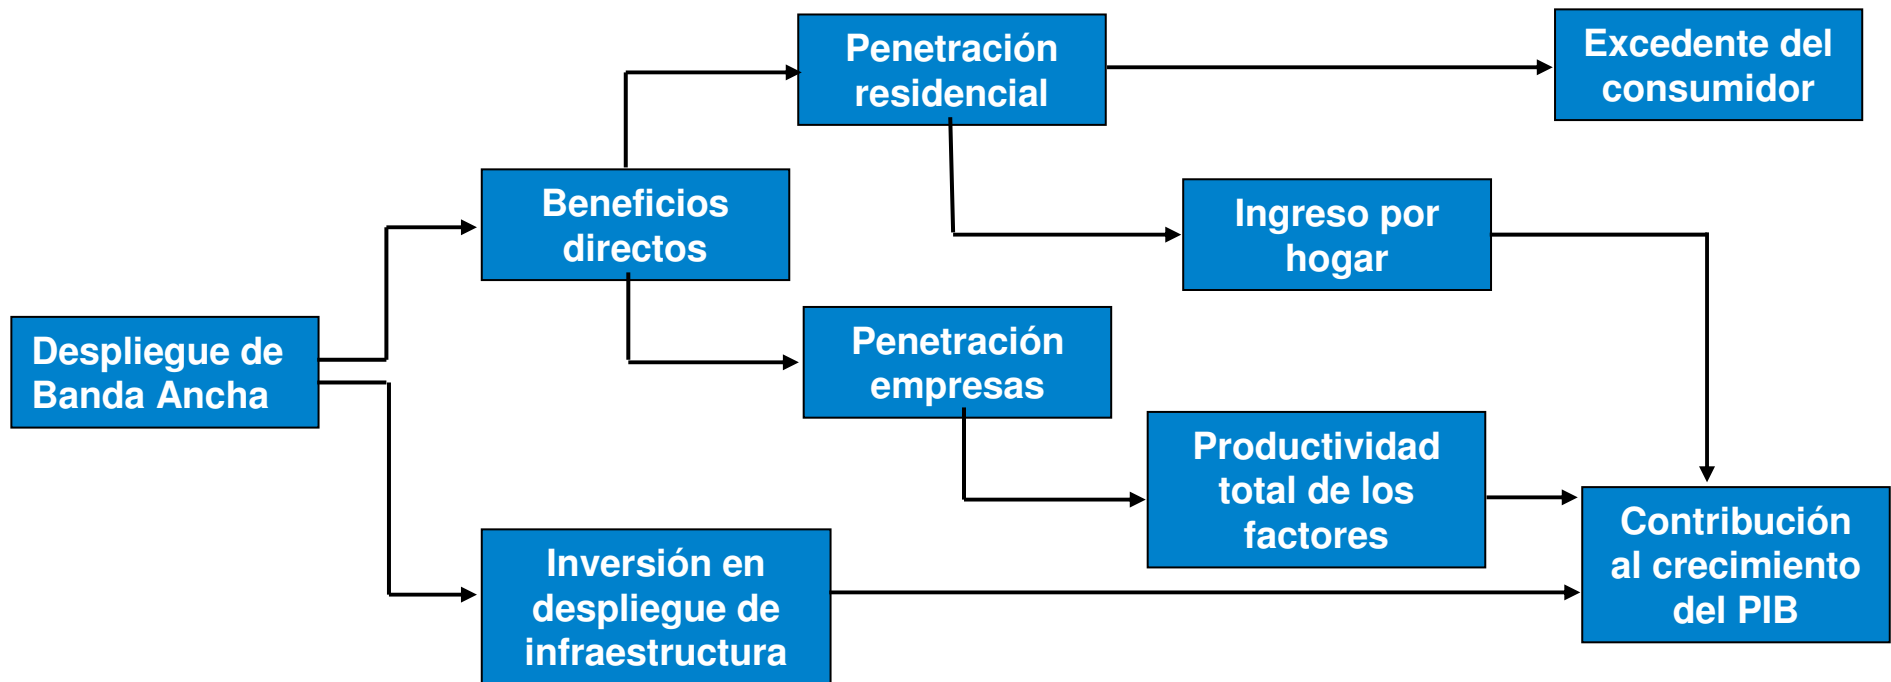 Penetración
residencial
Excedente del
consumidor
Beneficios
directos
Ingreso por
hogar
Despliegue de
Banda Ancha
Penetración
empresas
Productividad
total de los
factores
Contribución
al crecimiento
del PIB
Inversión en
despliegue de
infraestructura